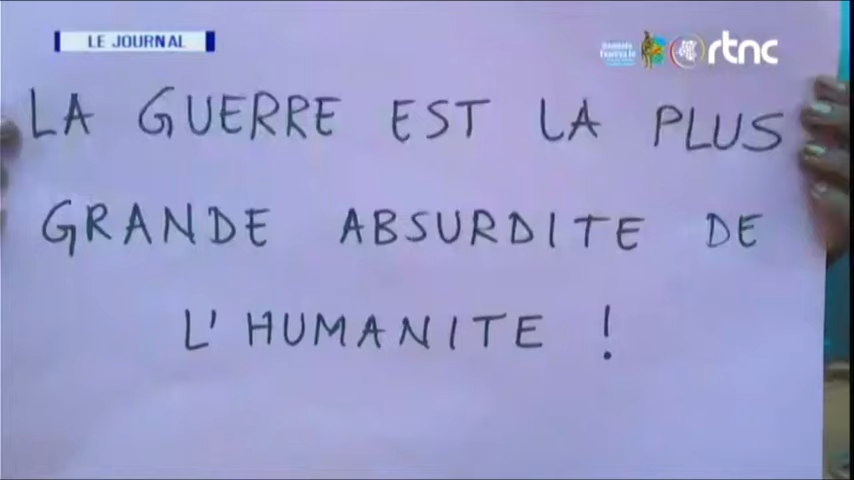 LE JOURNAL
rtnc
LA GUERRE EST LA PLUS
GRANDE ABSURDITE DE
L'HUMANITE !